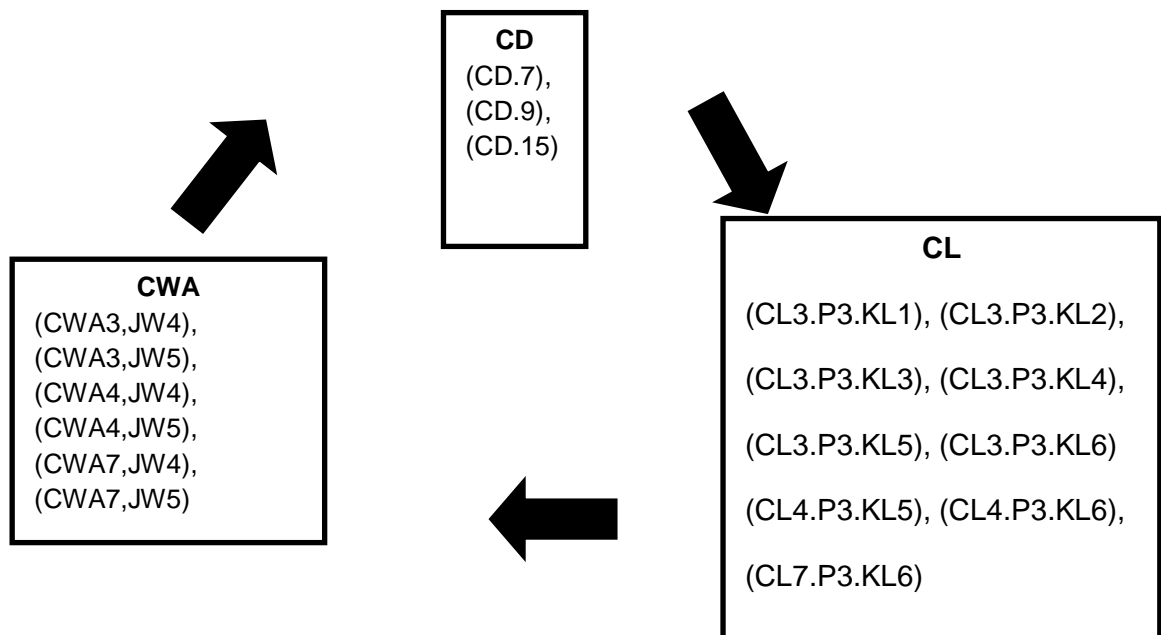 CD
(CD.7),
(CD.9),
(CD.15)
CL
(CL3.P3.KL1), (CL3.P3.KL2),
(CL3.P3.KL3), (CL3.P3.KL4),
(CL3.P3.KL5), (CL3.P3.KL6)
(CL4.P3.KL5), (CL4.P3.KL6),
(CL7.P3.KL6)
CWA
(CWA3,JW4),
(CWA3,JW5),
(CWA4,JW4),
(CWA4,JW5),
(CWA7,JW4),
(CWA7,JW5)